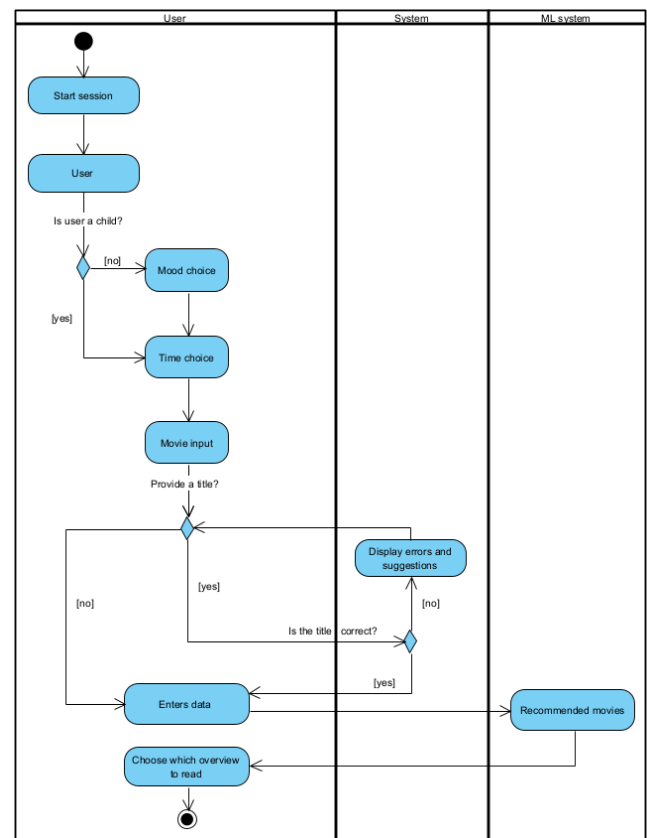 User
System
ML system
Start session
User
Is user a child?
[no]
Mood choice
[yes]
Time choice
Movie input
Provide a title?
Display errors and
suggestions
[yes]
[no]
[no]
Is the title correct?
[yes]
Enters data
Recommended movies
Choose which overview
to read